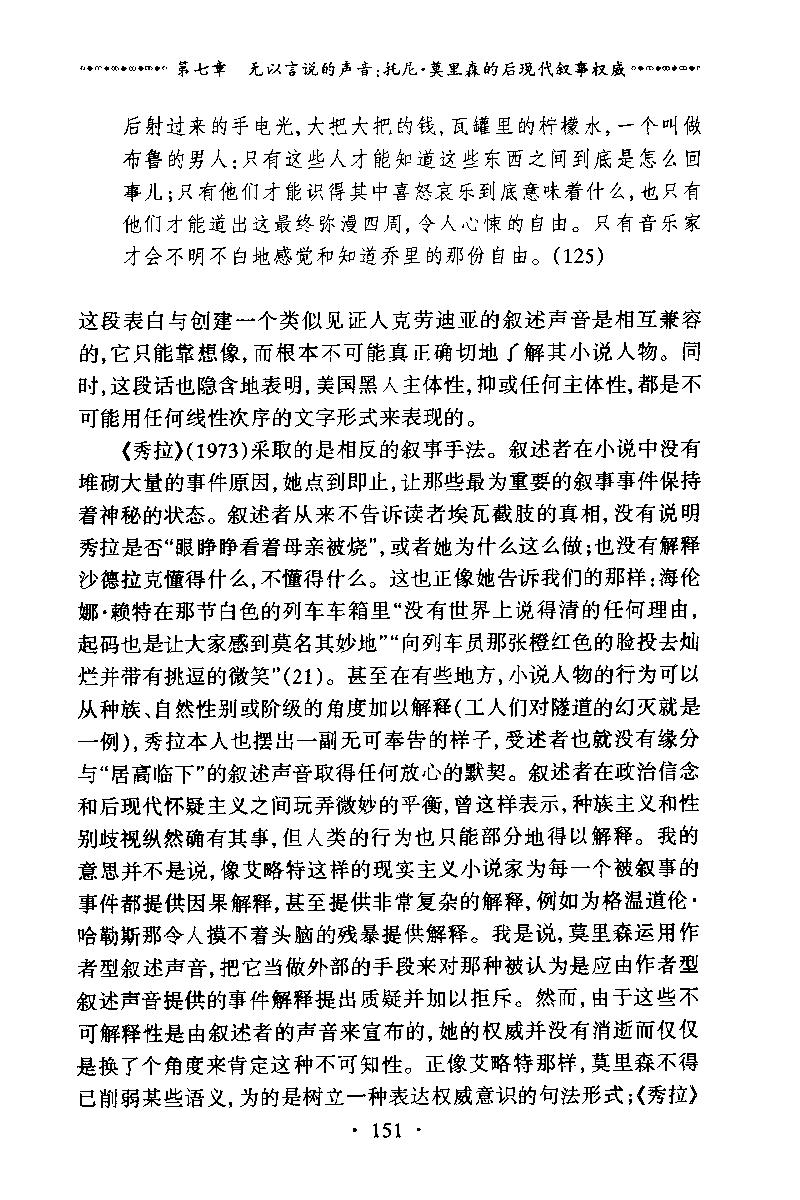 第七章 无以言说的声音:托尼·莫里森的后现代叙事权威
后射过来的手电光,大把大把的钱,瓦罐里的柠檬水,一个叫做
布鲁的男人:只有这些人才能知道这些东西之间到底是怎么回
事儿;只有他们才能识得其中喜怒哀乐到底意味着什么,也只有
他们才能道出这最终弥漫四周,令人心悚的自由。只有音乐家
才会不明不白地感觉和知道乔里的那份自由。(125)
这段表白与创建一个类似见证人克劳迪亚的叙述声音是相互兼容
的,它只能靠想像,而根本不可能真正确切地了解其小说人物。同
时,这段话也隐含地表明,美国黑人主体性,抑或任何主体性,都是不
可能用任何线性次序的文字形式来表现的。
《秀拉》(1973)采取的是相反的叙事手法。叙述者在小说中没有
堆砌大量的事件原因,她点到即止,让那些最为重要的叙事事件保持
着神秘的状态。叙述者从来不告诉读者埃瓦截肢的真相,没有说明
秀拉是否“眼睁睁看着母亲被烧”,或者她为什么这么做;也没有解释
沙德拉克懂得什么,不懂得什么。这也正像她告诉我们的那样:海伦
娜·赖特在那节白色的列车车箱里“没有世界上说得清的任何理由,
起码也是让大家感到莫名其妙地”“向列车员那张橙红色的脸投去灿
烂并带有挑逗的微笑”(21)。甚至在有些地方,小说人物的行为可以
从种族、自然性别或阶级的角度加以解释(工人们对隧道的幻灭就是
一例),秀拉本人也摆出一副无可奉告的样子,受述者也就没有缘分
与“居高临下”的叙述声音取得任何放心的默契。叙述者在政治信念
和后现代怀疑主义之间玩弄微妙的平衡,曾这样表示,种族主义和性
别歧视纵然确有其事,但人类的行为也只能部分地得以解释。我的
意思并不是说,像艾略特这样的现实主义小说家为每一个被叙事的
事件都提供因果解释,甚至提供非常复杂的解释,例如为格温道伦·
哈勒斯那令人摸不着头脑的残暴提供解释。我是说,莫里森运用作
者型叙述声音,把它当做外部的手段来对那种被认为是应由作者型
叙述声音提供的事件解释提出质疑并加以拒斥。然而,由于这些不
可解释性是由叙述者的声音来宣布的,她的权威并没有消逝而仅仅
是换了个角度来肯定这种不可知性。正像艾略特那样,莫里森不得
已削弱某些语义,为的是树立一种表达权威意识的句法形式;《秀拉》
· 151 ·